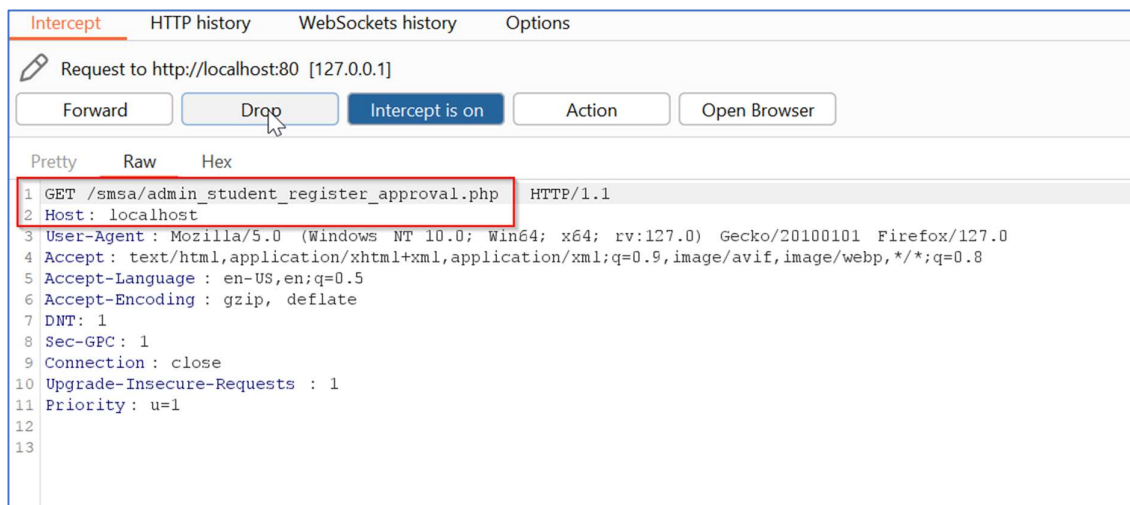 Intercept HTTP history WebSockets history Options
Request to http://localhost:80 [127.0.0.1]
Forward Drop Intercept is on Action Open Browser
Pretty Raw Hex
1 GET /smsa/admin_student_register_approval.php HTTP/1.1
2 Host: localhost
3 User-Agent: Mozilla/5.0 (Windows NT 10.0; Win64; x64; rv:127.0) Gecko/20100101 Firefox/127.0
4 Accept: text/html,application/xhtml+xml,application/xml;q=0.9,image/avif,image/webp,*/*;q=0.8
5 Accept-Language: en-US,en;q=0.5
6 Accept-Encoding: gzip, deflate
7 DNT: 1
8 Sec-GPC: 1
9 Connection: close
10 Upgrade-Insecure-Requests : 1
11 Priority: u=1
12
13